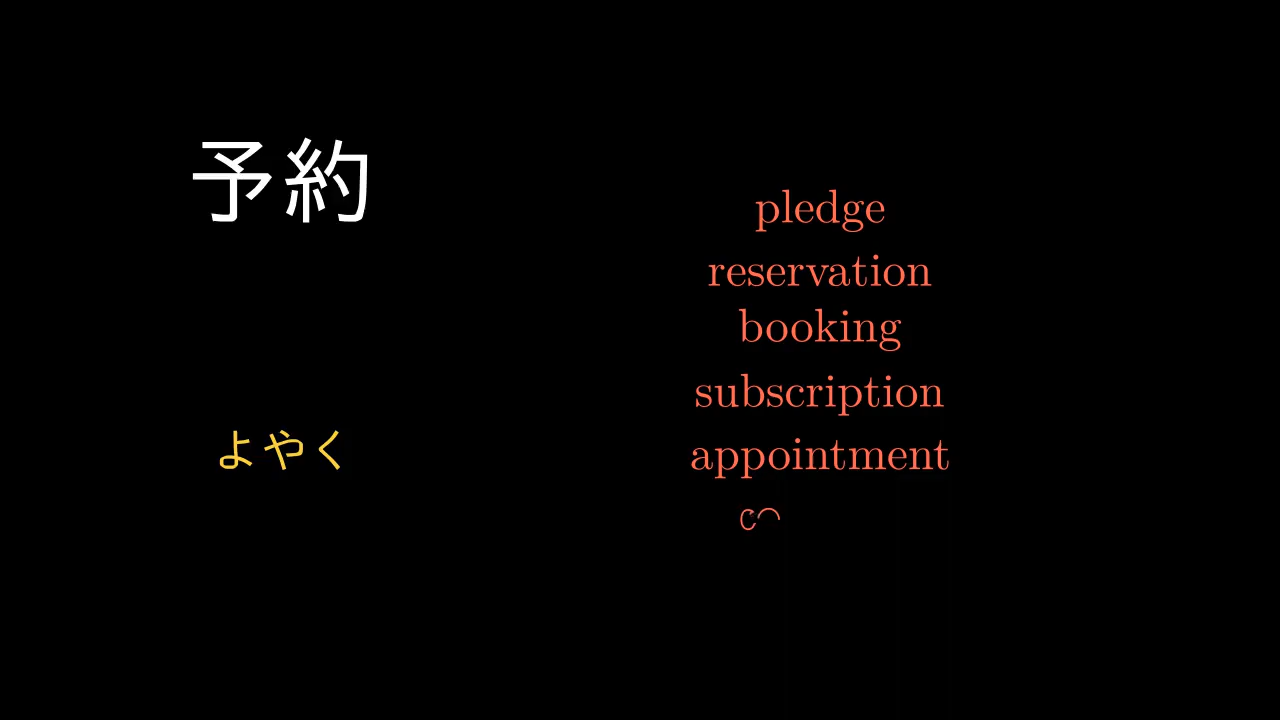 予約
よやく
pledge
reservation
booking
subscription
appointment